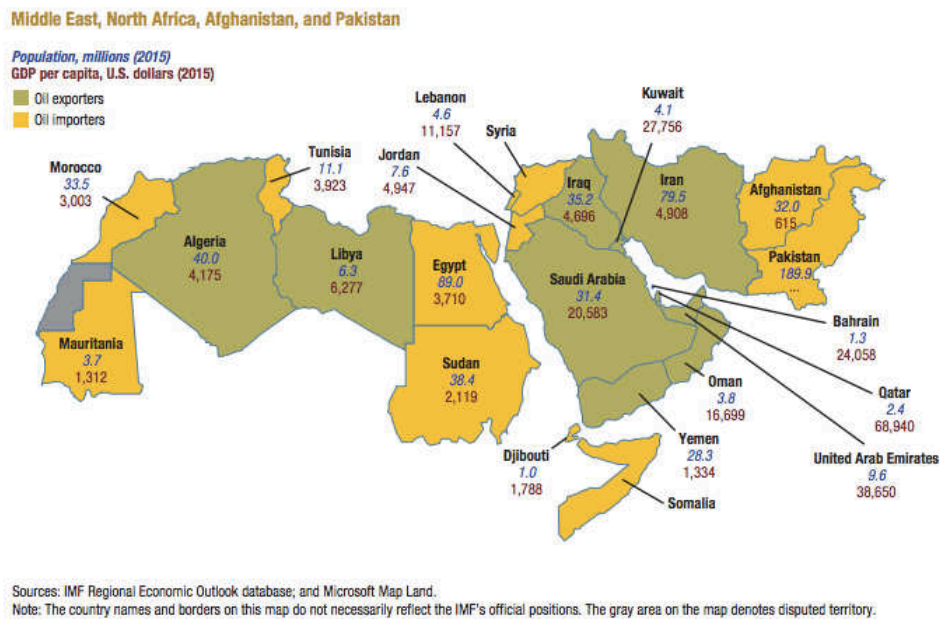 Middle East, North Africa, Afghanistan, and Pakistan
Population, millions (2015)
GDP per capita, U.S. dollars (2015)
Oil exporters
Oil importers
Morocco
33.5
3,003
Tunisia
11.1
3,923
Lebanon
4.6
11,157
Syria
Jordan
7.6
4,947
Kuwait
4.1
27,756
Iraq
35.2
4,696
Iran
79.5
4,908
Afghanistan
32.0
615
Pakistan
189.9
...
Algeria
40.0
4,175
Libya
6.3
6,277
Egypt
89.0
3,710
Saudi Arabia
31.4
20,583
Bahrain
1.3
24,058
Mauritania
3.7
1,312
Sudan
38.4
2,119
Oman
3.8
16,699
Qatar
2.4
68,940
Yemen
28.3
1,334
United Arab Emirates
9.6
38,650
Djibouti
1.0
1,788
Somalia
Sources: IMF Regional Economic Outlook database; and Microsoft Map Land.
Note: The country names and borders on this map do not necessarily reflect the IMF's official positions. The gray area on the map denotes disputed territory.